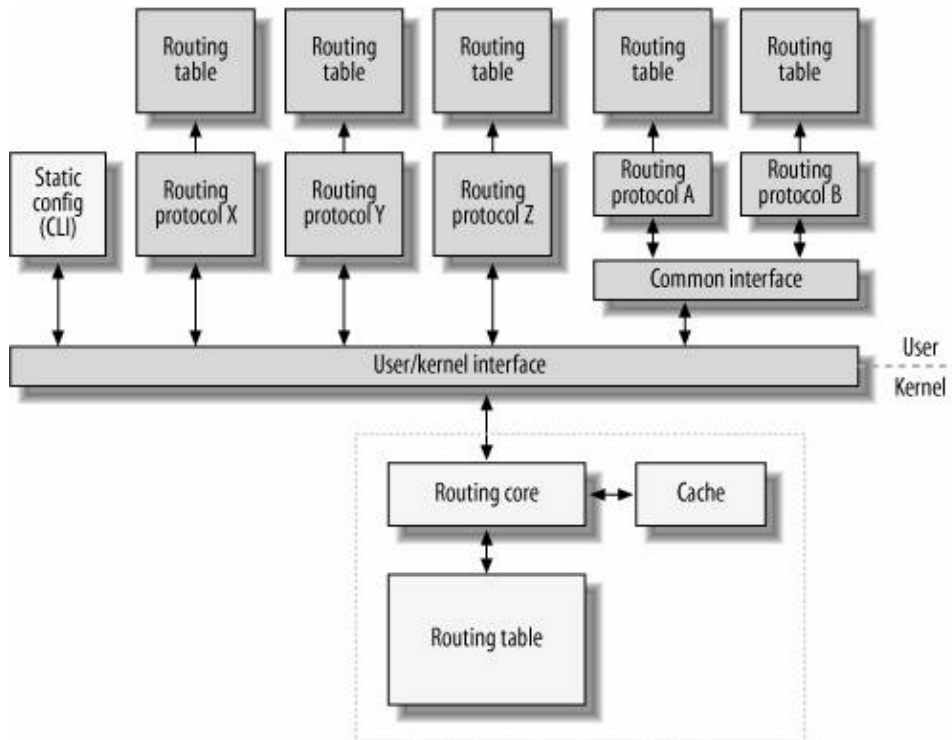 Routing
table
Routing
table
Routing
table
Routing
table
Routing
table
Static
config
(CLI)
Routing
protocol X
Routing
protocol Y
Routing
protocol Z
Routing
protocol A
Routing
protocol B
Common interface
User/kernel interface
User
Kernel
Routing core
Cache
Routing table